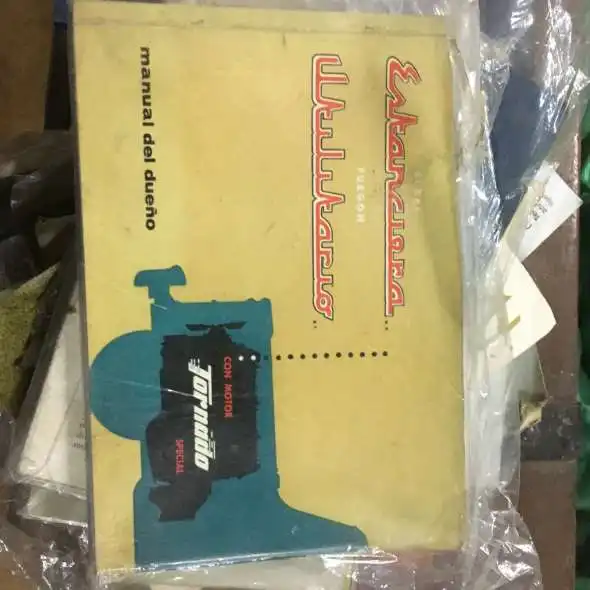 Estanciera
FURGON
Utilitario
manual del dueño
CON MOTOR
Tornado
SPECIAL